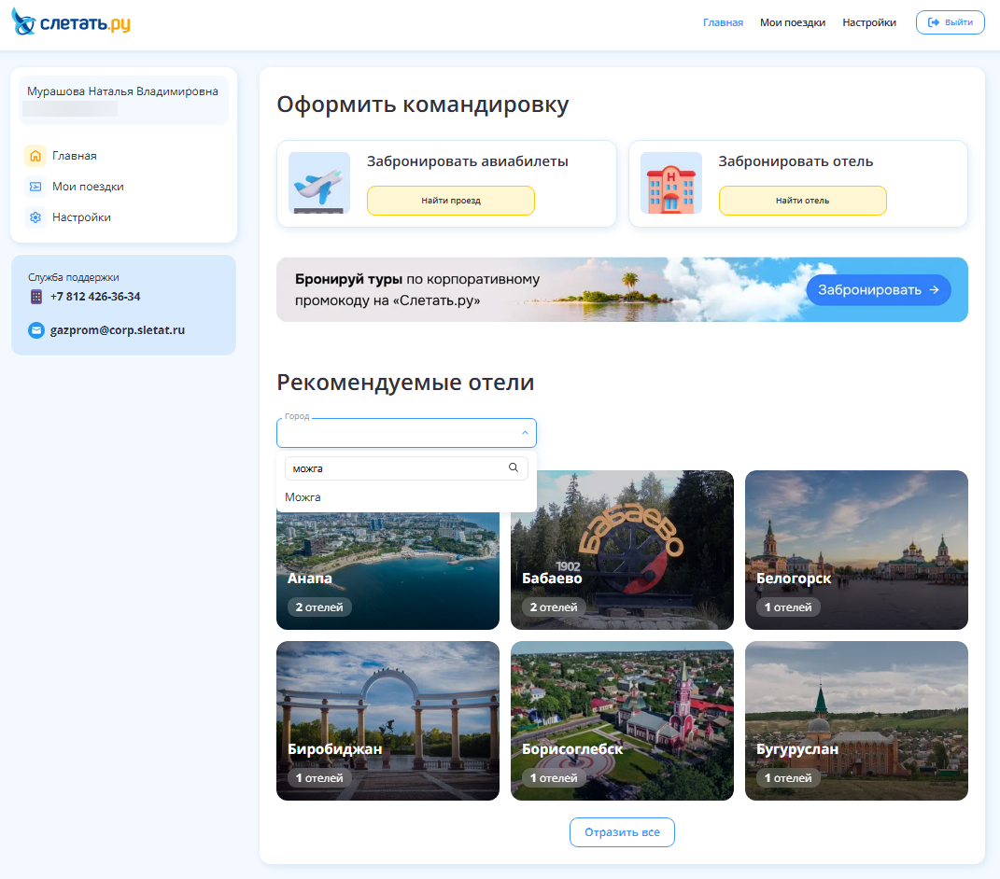 слетать.ру
Главная
Мои поездки
Настройки
Выйти
Мурашова Наталья Владимировна
Главная
Мои поездки
Настройки
Служба поддержки
+7 812 426-36-34
gazprom@corp.sletat.ru
Оформить командировку
Забронировать авиабилеты
Найти проезд
H
Забронировать отель
Найти отель
Бронируй туры по корпоративному
промокоду на «Слетать.ру»
Забронировать →
Рекомендуемые отели
Город
можга
Можга
Анапа
2 отелей
Бабаево
1902
Бабаево
2 отелей
Белогорск
1 отелей
Биробиджан
1 отелей
Борисоглебск
1 отелей
Бугуруслан
1 отелей
Отразить все